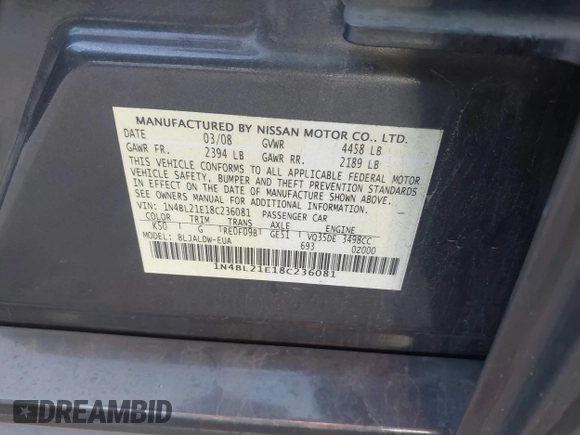 MANUFACTURED BY NISSAN MOTOR CO., LTD.
DATE 03/08 GVWR 4458 LB
GAWR FR. 2394 LB GAWR RR. 2189 LB
THIS VEHICLE CONFORMS TO ALL APPLICABLE FEDERAL MOTOR
VEHICLE SAFETY, BUMPER AND THEFT PREVENTION STANDARDS
IN EFFECT ON THE DATE OF MANUFACTURE SHOWN ABOVE.
SEE OWNERS MANUAL FOR ADDITIONAL INFORMATION.
VIN: 1N4BL21E18C236081 PASSENGER CAR
COLOR TRIM TRANS AXLE ENGINE
K50 G RE0F09B GE51 VQ35DE 3498CC
MODEL: BLJALDW-EUA 693 0Z000
1N4BL21E18C236081
DREAMBID